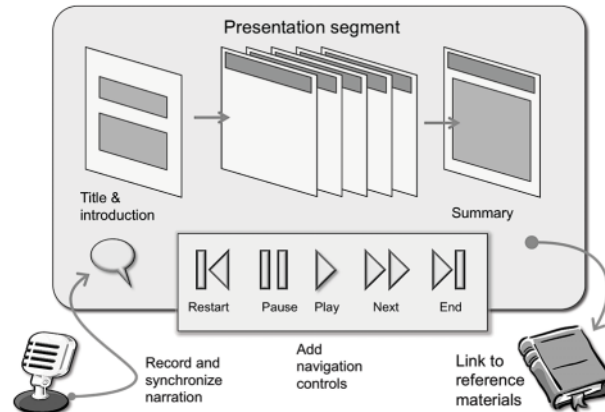 Presentation segment
Title &
introduction
Summary
Restart
Pause
Play
Next
End
Record and
synchronize
narration
Add
navigation
controls
Link to
reference
materials